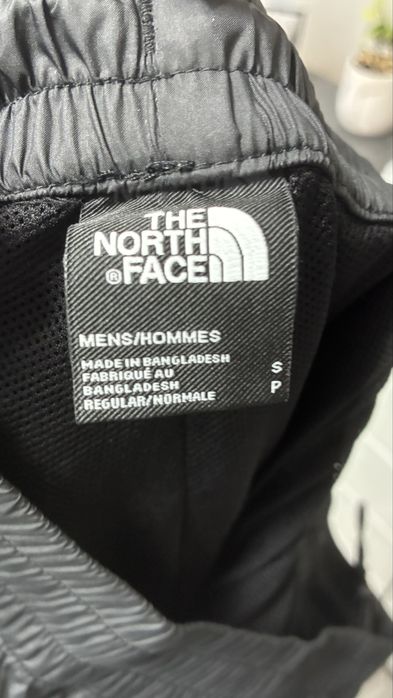 THE
NORTH
®FACE
MENS/HOMMES
MADE IN BANGLADESH
FABRIQUÉ AU
BANGLADESH
REGULAR/NORMALE
S
P